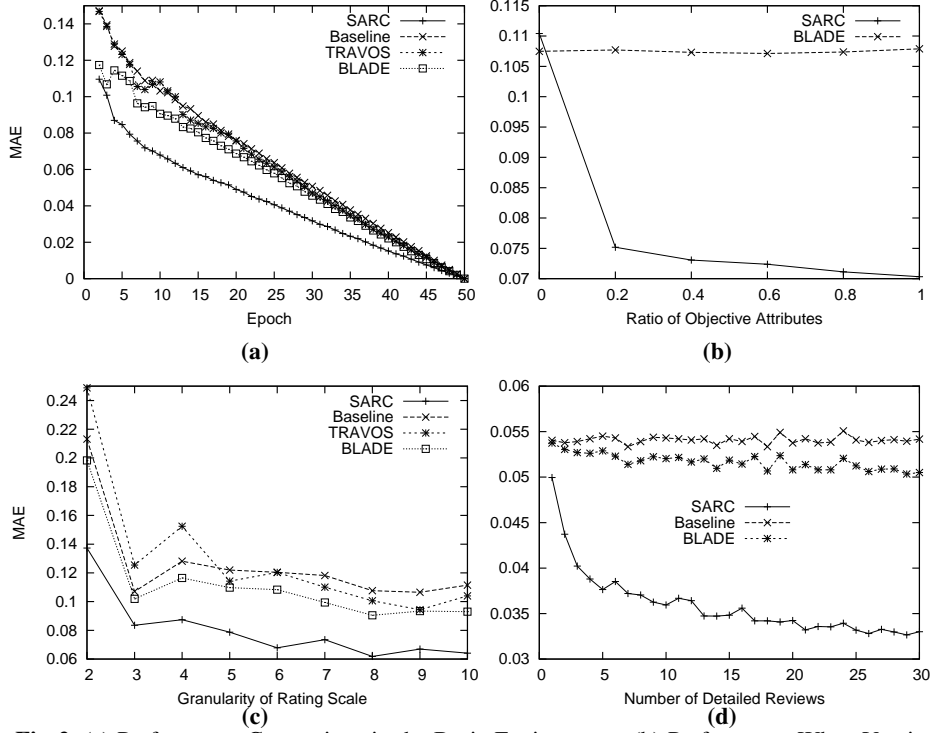 0.14
0.12
0.1
0.08
0.06
0.04
0.02
0
MAE
SARC
Baseline
TRAVOS
BLADE
0 5 10 15 20 25 30 35 40 45 50
Epoch
(a)
0.115
0.11
0.105
0.1
0.095
0.09
0.085
0.08
0.075
0.07
SARC
BLADE
0 0.2 0.4 0.6 0.8 1
Ratio of Objective Attributes
(b)
0.24
0.22
0.2
0.18
0.16
0.14
0.12
0.1
0.08
0.06
MAE
SARC
Baseline
TRAVOS
BLADE
2 3 4 5 6 7 8 9 10
Granularity of Rating Scale
(c)
0.06
0.055
0.05
0.045
0.04
0.035
0.03
SARC
Baseline
BLADE
0 5 10 15 20 25 30
Number of Detailed Reviews
(d)